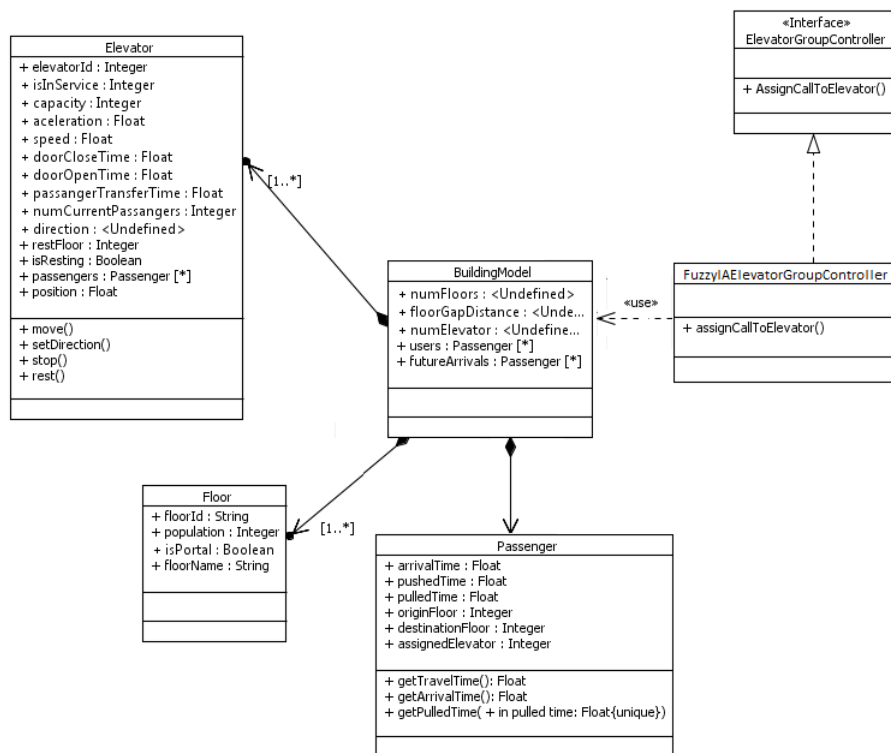 Elevator
+ elevatorId : Integer
+ isInService : Integer
+ capacity : Integer
+ aceleration : Float
+ speed : Float
+ doorCloseTime : Float
+ doorOpenTime : Float
+ passangerTransferTime : Float
+ numCurrentPassangers : Integer
+ direction : <Undefined>
+ restFloor : Integer
+ isResting : Boolean
+ passengers : Passenger [*]
+ position : Float
+ move()
+ setDirection()
+ stop()
+ rest()
«Interface»
ElevatorGroupController
+ AssignCallToElevator()
[1..*]
BuildingModel
+ numFloors : <Undefined>
+ floorGapDistance : <Unde...
+ numElevator : <Undefine...
+ users : Passenger [*]
+ futureArrivals : Passenger [*]
«use»
FuzzyIAElevatorGroupController
+ assignCallToElevator()
Floor
+ floorId : String
+ population : Integer
+ isPortal : Boolean
+ floorName : String
[1..*]
Passenger
+ arrivalTime : Float
+ pushedTime : Float
+ pulledTime : Float
+ originFloor : Integer
+ destinationFloor : Integer
+ assignedElevator : Integer
+ getTravelTime(): Float
+ getArrivalTime(): Float
+ getPulledTime( + in pulled time: Float{unique})